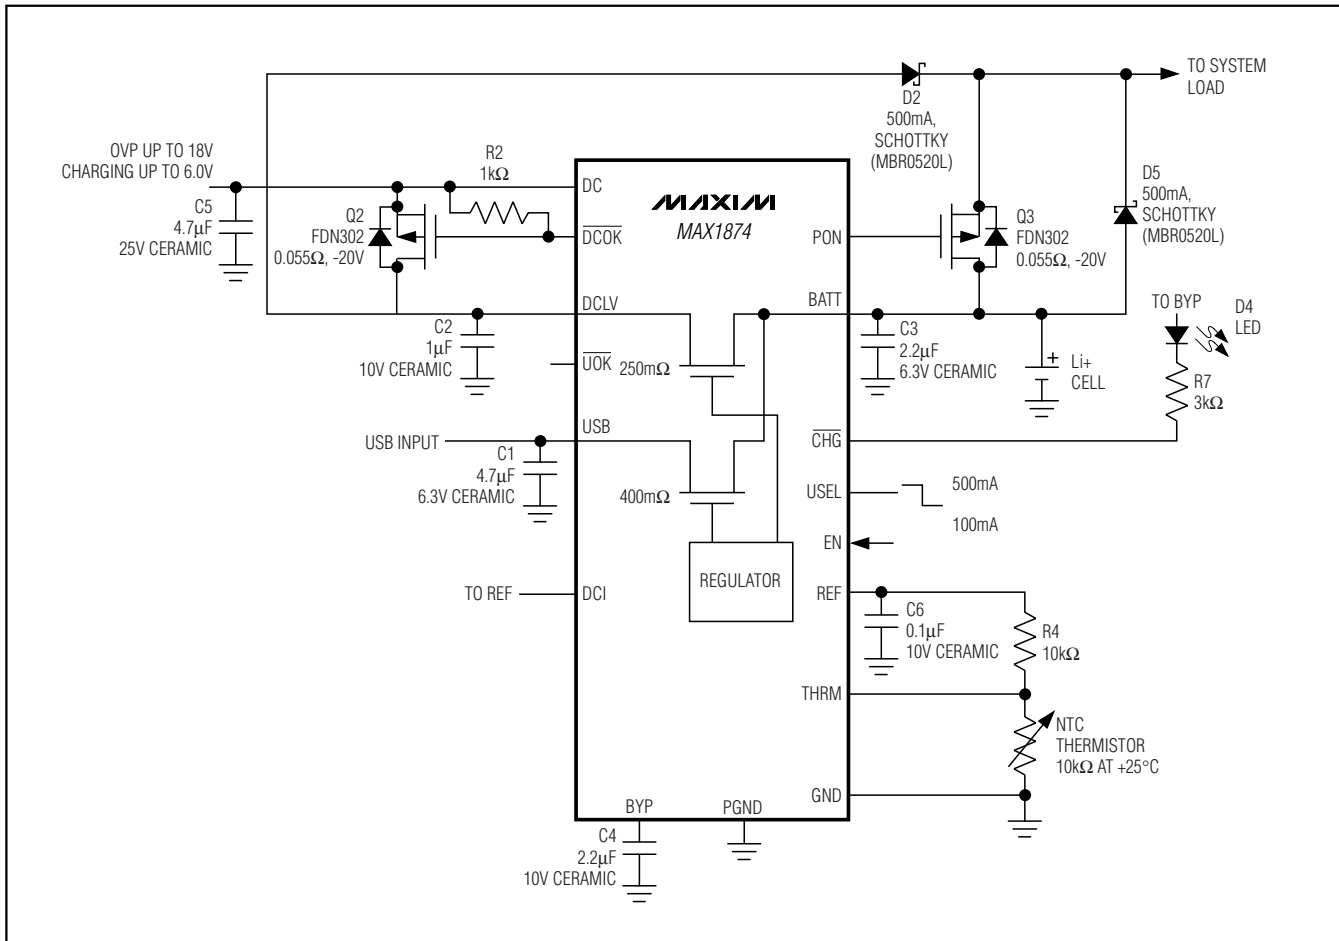 TO SYSTEM
LOAD
D2
500mA,
SCHOTTKY
(MBR0520L)
OVP UP TO 18V
CHARGING UP TO 6.0V
R2
1kΩ
DC
MAXIM
MAX1874
D5
500mA,
SCHOTTKY
(MBR0520L)
C5
4.7µF
25V CERAMIC
Q2
FDN302
0.055Ω, -20V
DCOK
PON
Q3
FDN302
0.055Ω, -20V
DCLV
BATT
TO BYP
D4
LED
C2
1µF
10V CERAMIC
UOK
250mΩ
C3
2.2µF
6.3V CERAMIC
+
Li+
CELL
R7
3kΩ
USB INPUT
USB
CHG
C1
4.7µF
6.3V CERAMIC
400mΩ
USEL
500mA
100mA
EN
REGULATOR
TO REF
DCI
REF
C6
0.1µF
10V CERAMIC
R4
10kΩ
THRM
NTC
THERMISTOR
10kΩ AT +25°C
GND
BYP
PGND
C4
2.2µF
10V CERAMIC